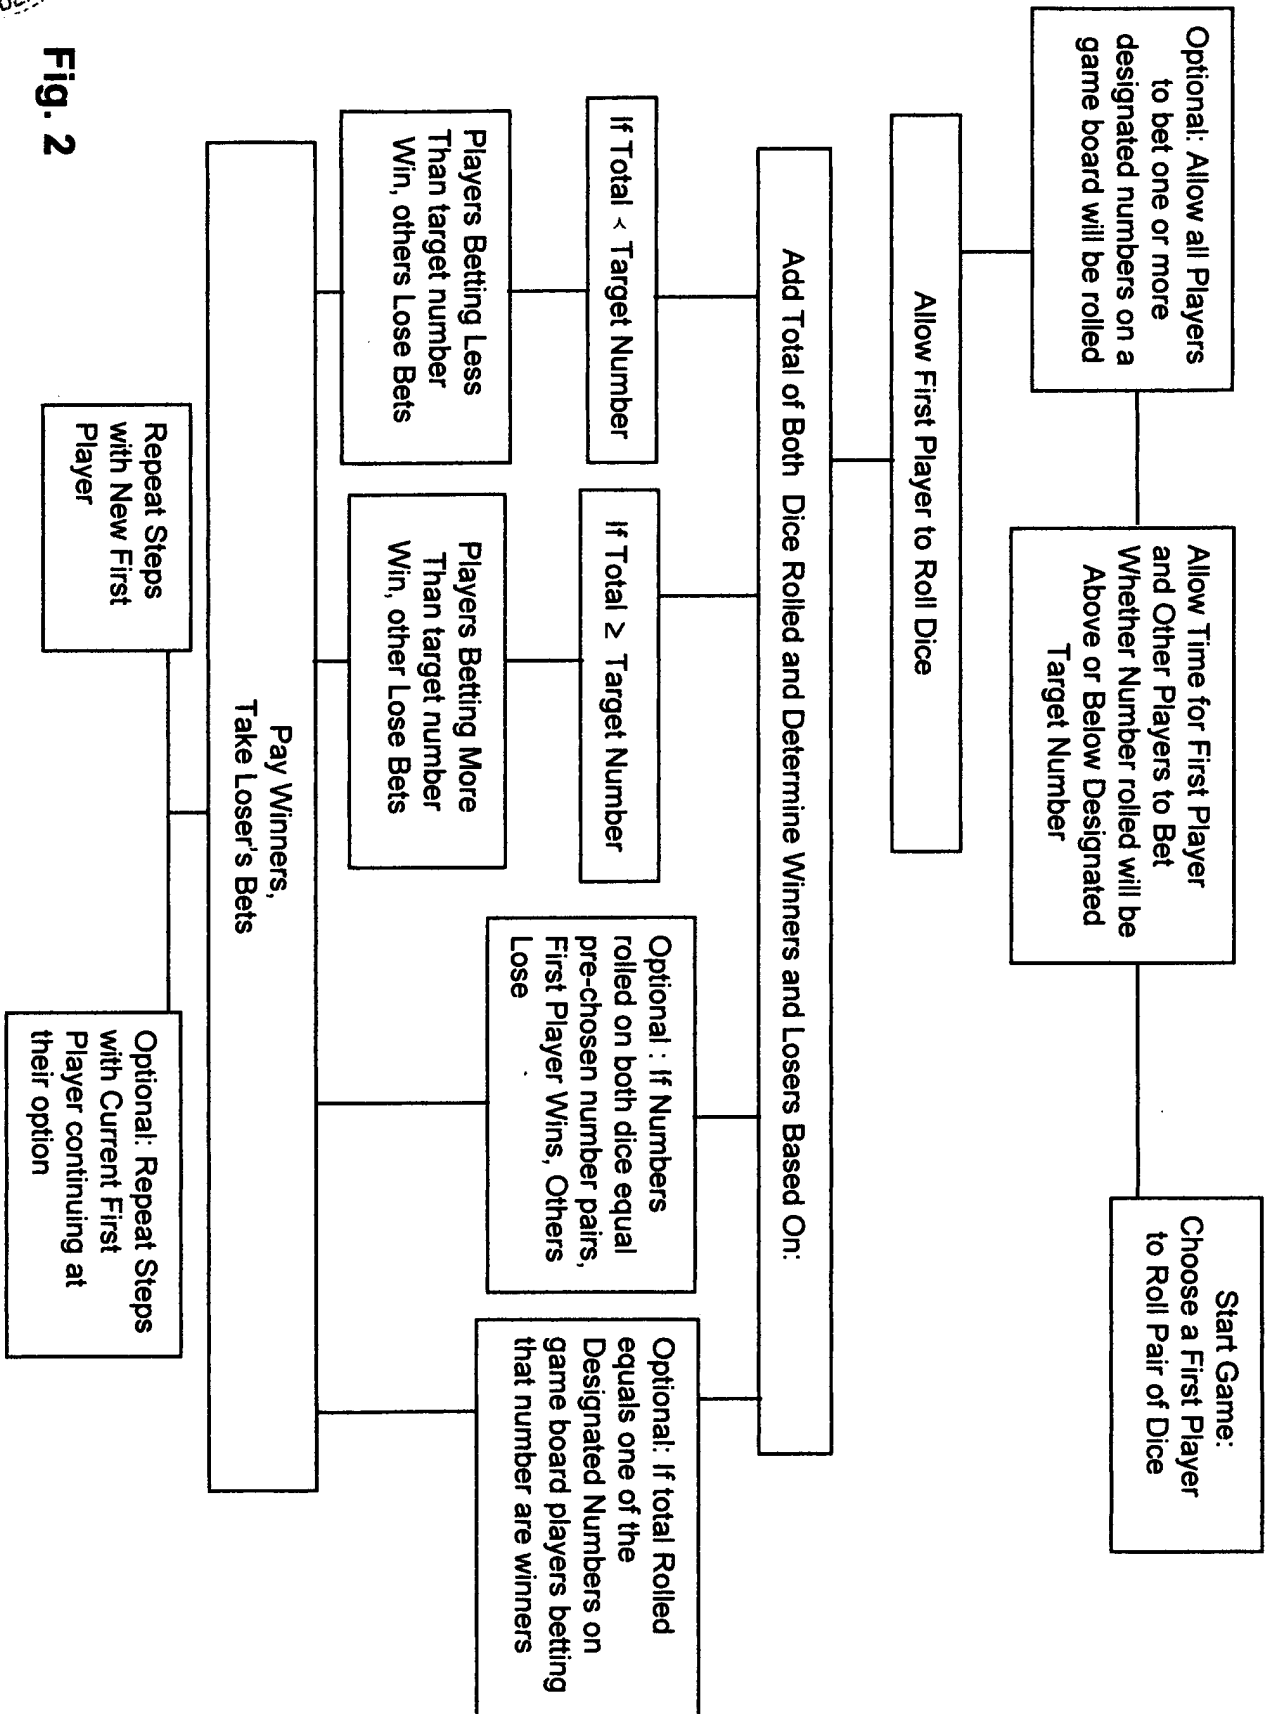 Start Game:
Choose a First Player
to Roll Pair of Dice
Allow Time for First Player
and Other Players to Bet
Whether Number rolled will be
Above or Below Designated
Target Number
Optional: Allow all Players
to bet one or more
designated numbers on a
game board will be rolled
Allow First Player to Roll Dice
Add Total of Both Dice Rolled and Determine Winners and Losers Based On:
If Total < Target Number
If Total ≥ Target Number
Optional : If Numbers
rolled on both dice equal
pre-chosen number pairs,
First Player Wins, Others
Lose
Optional: If total Rolled
equals one of the
Designated Numbers on
game board players betting
that number are winners
Players Betting Less
Than target number
Win, others Lose Bets
Players Betting More
Than target number
Win, other Lose Bets
Pay Winners,
Take Loser's Bets
Repeat Steps
with New First
Player
Optional: Repeat Steps
with Current First
Player continuing at
their option
Fig. 2